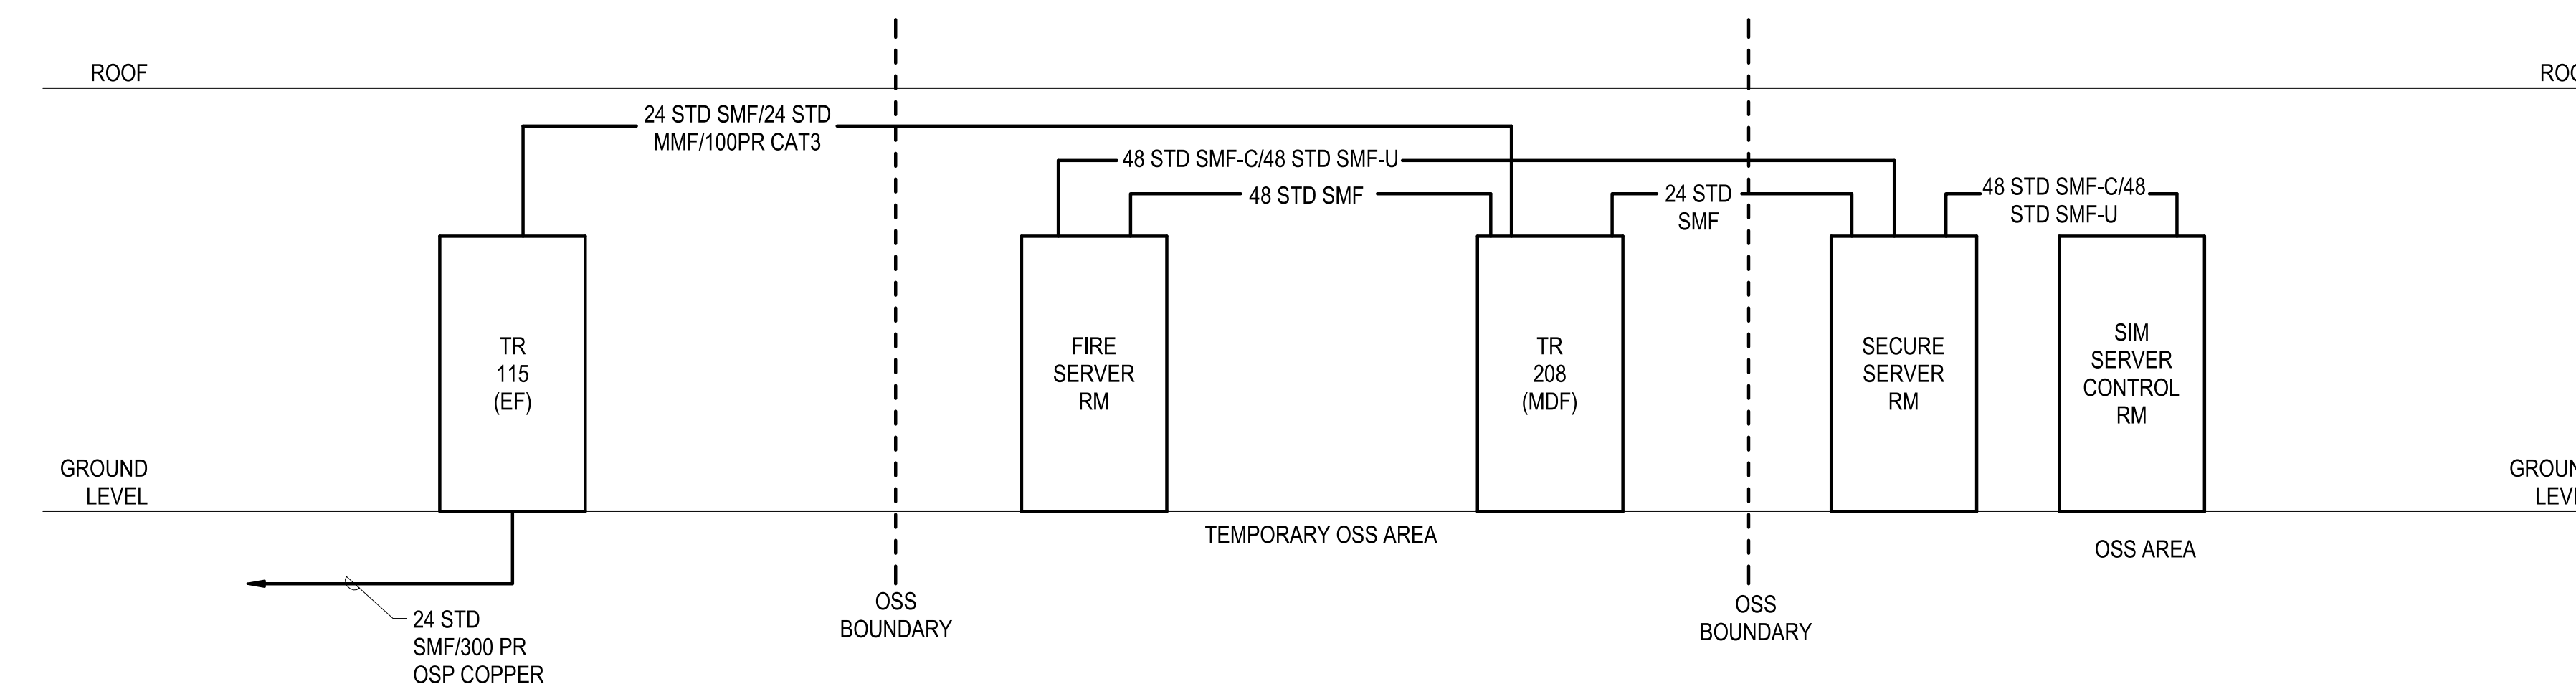 ROOF
ROO
24 STD SMF/24 STD
MMF/100PR CAT3
48 STD SMF-C/48 STD SMF-U
48 STD SMF
24 STD
SMF
48 STD SMF-C/48
STD SMF-U
TR
115
(EF)
FIRE
SERVER
RM
TR
208
(MDF)
SECURE
SERVER
RM
SIM
SERVER
CONTROL
RM
GROUND
LEVEL
GROUN
LEVE
TEMPORARY OSS AREA
OSS AREA
OSS
BOUNDARY
OSS
BOUNDARY
24 STD
SMF/300 PR
OSP COPPER